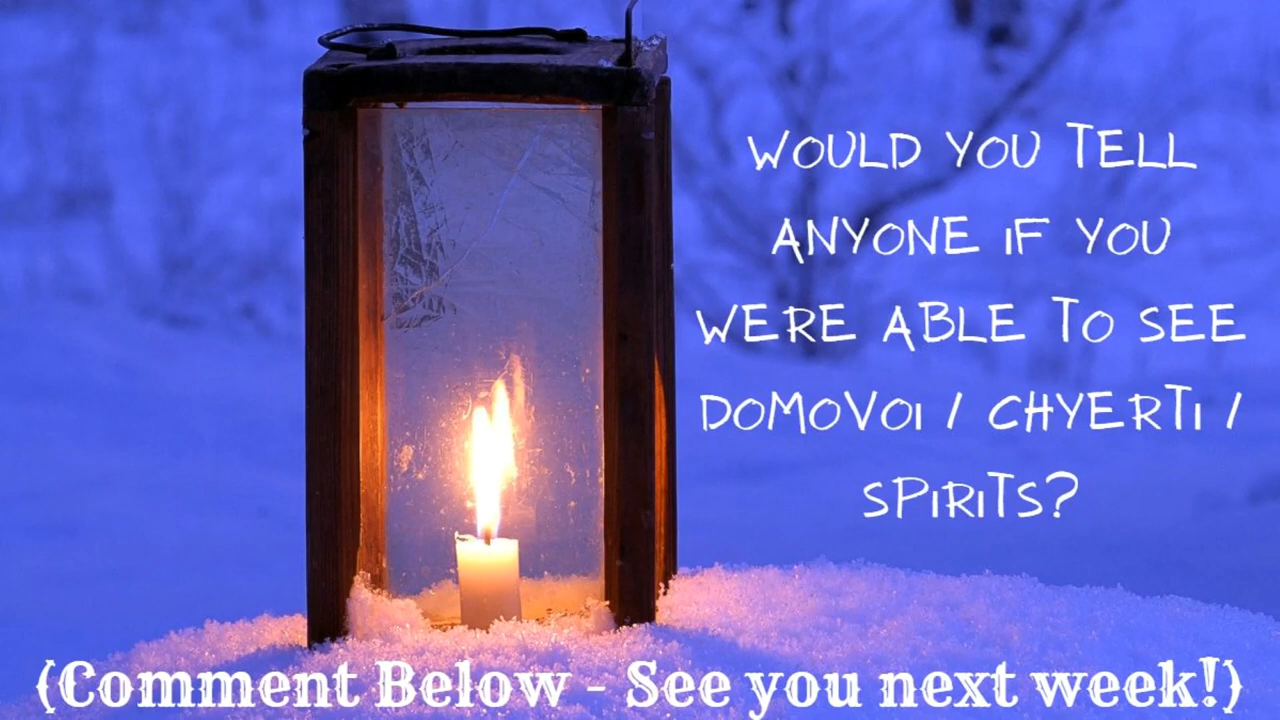 WOULD YOU TELL
ANYONE IF YOU
WERE ABLE TO SEE
DOMOVOI / CHYERTI /
SPIRITS?
{Comment Below - See you next week!}